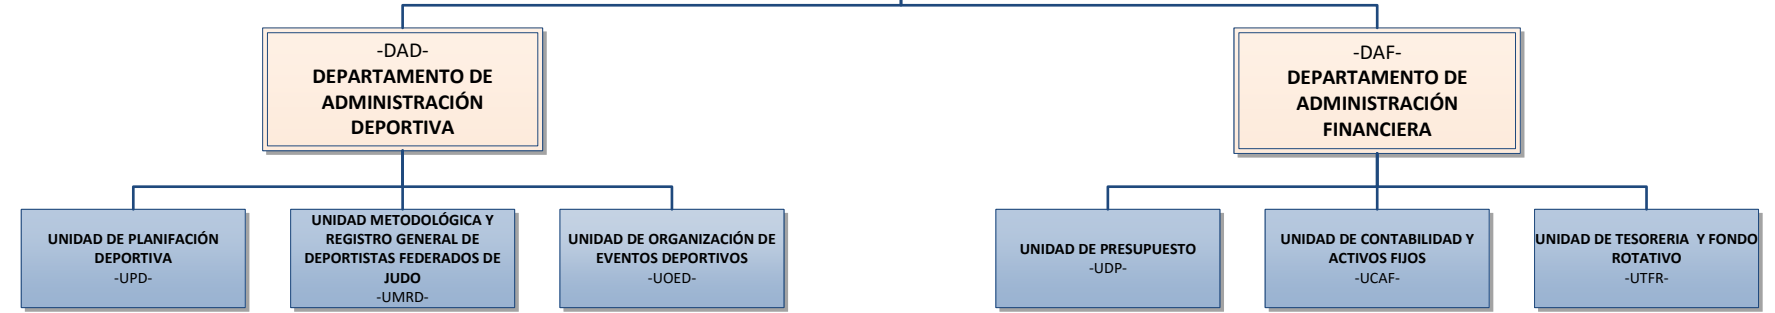 -DAD-
DEPARTAMENTO DE
ADMINISTRACIÓN
DEPORTIVA
-DAF-
DEPARTAMENTO DE
ADMINISTRACIÓN
FINANCIERA
UNIDAD DE PLANIFACIÓN
DEPORTIVA
-UPD-
UNIDAD METODOLÓGICA Y
REGISTRO GENERAL DE
DEPORTISTAS FEDERADOS DE
JUDO
-UMRD-
UNIDAD DE ORGANIZACIÓN DE
EVENTOS DEPORTIVOS
-UOED-
UNIDAD DE PRESUPUESTO
-UDP-
UNIDAD DE CONTABILIDAD Y
ACTIVOS FIJOS
-UCAF-
UNIDAD DE TESORERIA Y FONDO
ROTATIVO
-UTFR-